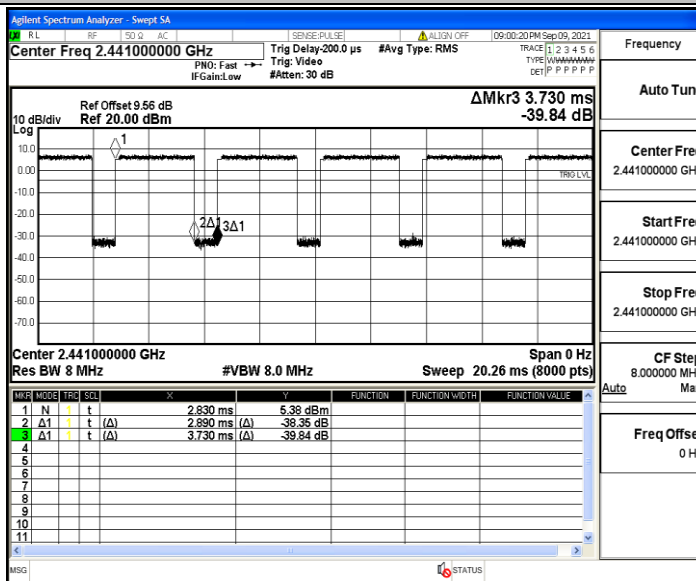 Agilent Spectrum Analyzer - Swept SA
RL RF 50 Ω AC SENSE:PULSE ALIGN OFF 09:00:20 PM Sep 09, 2021
Center Freq 2.441000000 GHz
PNO: Fast
IFGain:Low
Trig Delay-200.0 µs
Trig: Video
#Atten: 30 dB
#Avg Type: RMS
TRACE 1 2 3 4 5 6
TYPE
DET P P P P P P
Frequency
Auto Tun
ΔMkr3 3.730 ms
-39.84 dB
Ref Offset 9.56 dB
10 dB/div Ref 20.00 dBm
Log
1
10.0
0.00
TRIG LVL
-10.0
-20.0
2Δ1 3Δ1
-30.0
-40.0
-50.0
-60.0
-70.0
Center 2.441000000 GHz Span 0 Hz
Res BW 8 MHz #VBW 8.0 MHz Sweep 20.26 ms (8000 pts)
Center Fre
2.441000000 GH
Start Fre
2.441000000 GH
Stop Fre
2.441000000 GH
CF Step
8.000000 MH
Auto Ma
Freq Offse
0 H
MKR MODE TRC SCL X Y FUNCTION FUNCTION WIDTH FUNCTION VALUE
1 N 1 t 2.830 ms 5.38 dBm
2 Δ1 1 t (Δ) 2.890 ms (Δ) -38.35 dB
3 Δ1 1 t (Δ) 3.730 ms (Δ) -39.84 dB
4
5
6
7
8
9
10
11
MSG STATUS